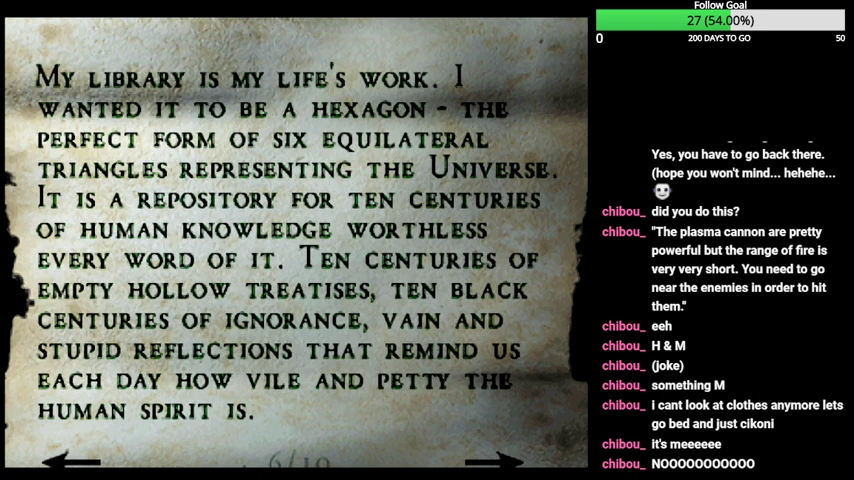 My library is my life's work. I
wanted it to be a hexagon - the
perfect form of six equilateral
triangles representing the Universe.
It is a repository for ten centuries
of human knowledge worthless
every word of it. Ten centuries of
empty hollow treatises, ten black
centuries of ignorance, vain and
stupid reflections that remind us
each day how vile and petty the
human spirit is.
6/10
Follow Goal
27 (54.00%)
0
200 DAYS TO GO
50
Yes, you have to go back there.
(hope you won't mind... hehehe...
chibou_ did you do this?
chibou_ "The plasma cannon are pretty
powerful but the range of fire is
very very short. You need to go
near the enemies in order to hit
them."
chibou_ eeh
chibou_ H & M
chibou_ (joke)
chibou_ something M
chibou_ i cant look at clothes anymore lets
go bed and just cikoni
chibou_ it's meeeeee
chibou_ NOOOOOOOOOOO